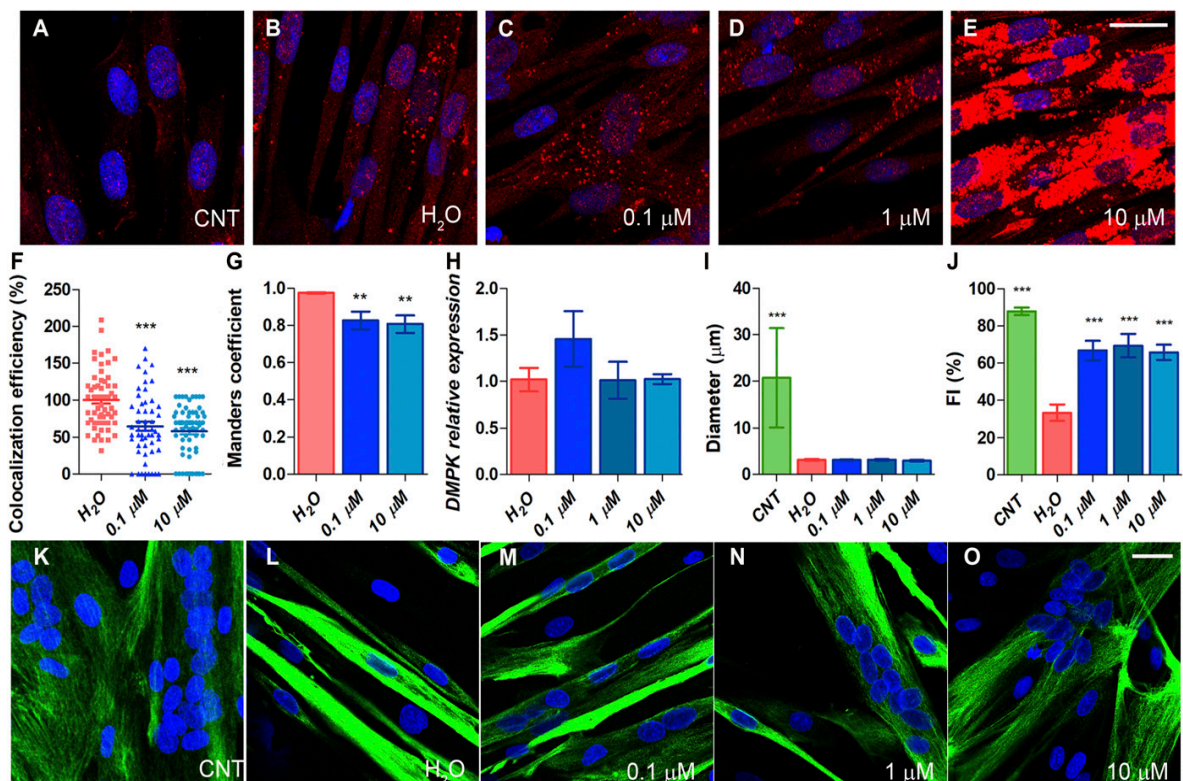 A
B
C
D
E
CNT
H₂O
0.1 µM
1 µM
10 µM
F
G
H
I
J
Colocalization efficiency (%)
250
200
150
100
50
0
***
***
H₂O
0.1 µM
10 µM
Manders coefficient
1.0
0.8
0.6
0.4
0.2
0.0
**
**
H₂O
0.1 µM
10 µM
DMPK relative expression
2.0
1.5
1.0
0.5
0.0
H₂O
0.1 µM
1 µM
10 µM
Diameter (µm)
40
30
20
10
0
***
CNT
H₂O
0.1 µM
1 µM
10 µM
FI (%)
100
80
60
40
20
0
***
***
***
***
CNT
H₂O
0.1 µM
1 µM
10 µM
K
L
M
N
O
CNT
H₂O
0.1 µM
1 µM
10 µM